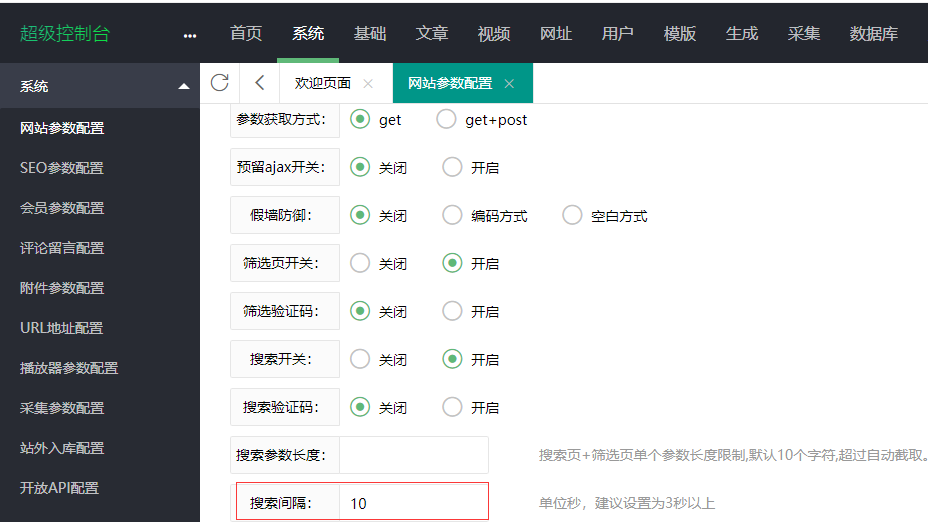 超级控制台 ••• 首页 系统 基础 文章 视频 网址 用户 模版 生成 采集 数据库
系统
网站参数配置
SEO参数配置
会员参数配置
评论留言配置
附件参数配置
URL地址配置
播放器参数配置
采集参数配置
站外入库配置
开放API配置
欢迎页面 × 网站参数配置 ×
参数获取方式： get get+post
预留ajax开关： 关闭 开启
假墙防御： 关闭 编码方式 空白方式
筛选页开关： 关闭 开启
筛选验证码： 关闭 开启
搜索开关： 关闭 开启
搜索验证码： 关闭 开启
搜索参数长度： 搜索页+筛选页单个参数长度限制,默认10个字符,超过自动截取。
搜索间隔： 10 单位秒，建议设置为3秒以上